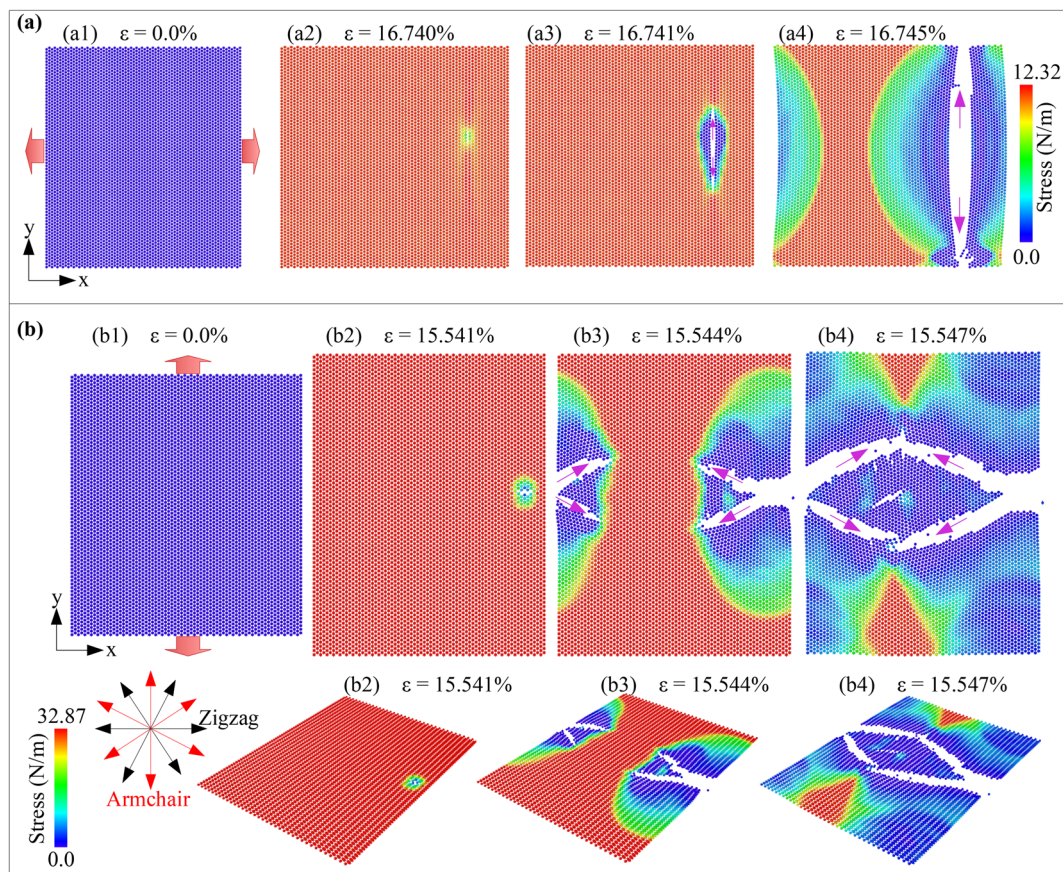 (a)
(a1) ε = 0.0%
(a2) ε = 16.740%
(a3) ε = 16.741%
(a4) ε = 16.745%
12.32
Stress (N/m)
0.0
y
x
(b)
(b1) ε = 0.0%
(b2) ε = 15.541%
(b3) ε = 15.544%
(b4) ε = 15.547%
y
x
Zigzag
Armchair
32.87
Stress (N/m)
0.0
(b2) ε = 15.541%
(b3) ε = 15.544%
(b4) ε = 15.547%